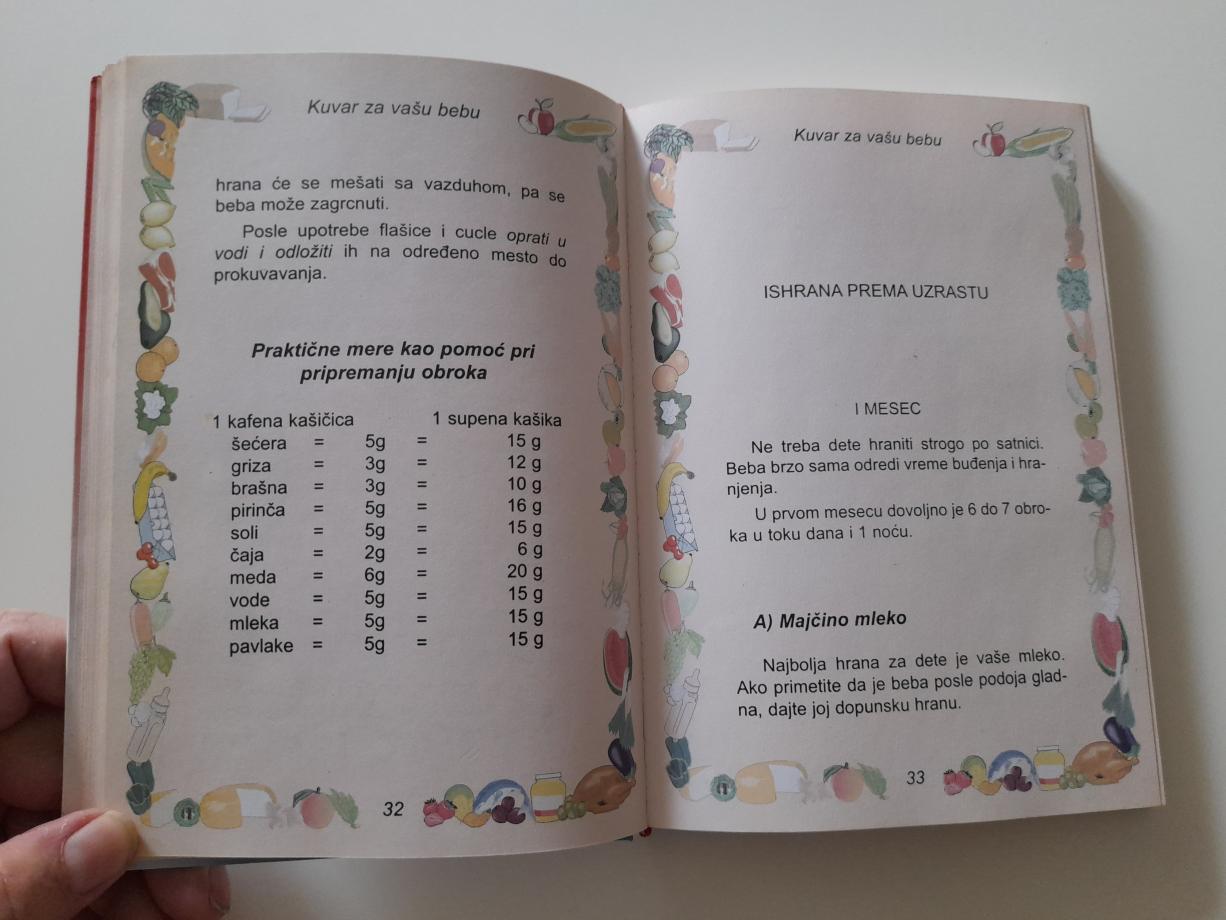 Kuvar za vašu bebu
hrana će se mešati sa vazduhom, pa se
beba može zagrcnuti.
Posle upotrebe flašice i cucle oprati u
vodi i odložiti ih na određeno mesto do
prokuvavanja.
Praktične mere kao pomoć pri
pripremanju obroka
1 kafena kašičica 1 supena kašika
šećera = 5g = 15 g
griza = 3g = 12 g
brašna = 3g = 10 g
pirinča = 5g = 16 g
soli = 5g = 15 g
čaja = 2g = 6 g
meda = 6g = 20 g
vode = 5g = 15 g
mleka = 5g = 15 g
pavlake = 5g = 15 g
32
Kuvar za vašu bebu
ISHRANA PREMA UZRASTU
I MESEC
Ne treba dete hraniti strogo po satnici.
Beba brzo sama odredi vreme buđenja i hra-
njenja.
U prvom mesecu dovoljno je 6 do 7 obro-
ka u toku dana i 1 noću.
A) Majčino mleko
Najbolja hrana za dete je vaše mleko.
Ako primetite da je beba posle podoja glad-
na, dajte joj dopunsku hranu.
33